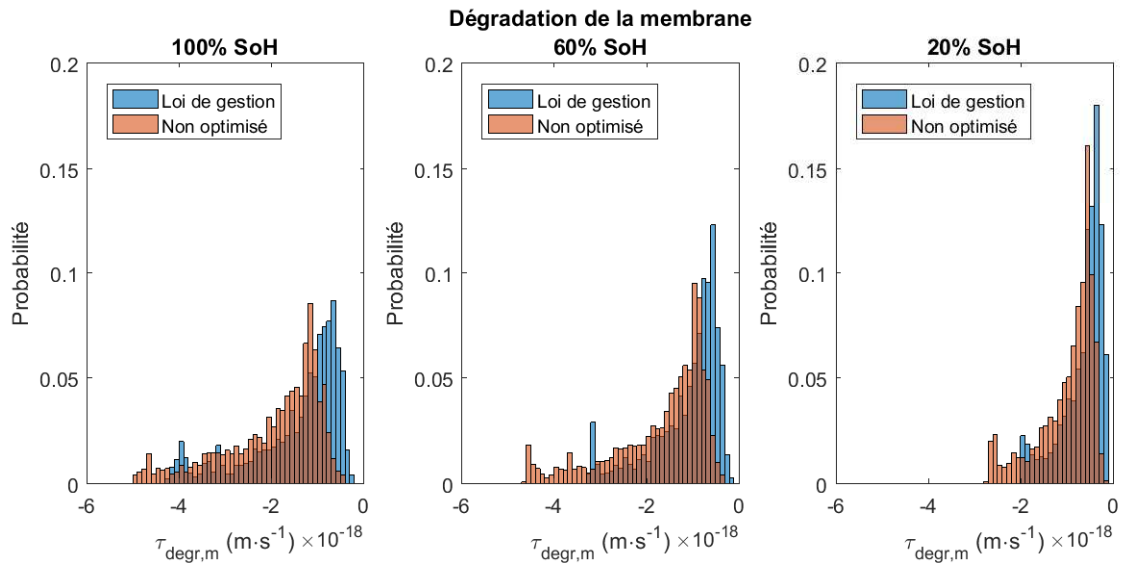 Dégradation de la membrane
100% SoH
60% SoH
20% SoH
Loi de gestion
Non optimisé
Loi de gestion
Non optimisé
Loi de gestion
Non optimisé
Probabilité
Probabilité
Probabilité
0.2
0.15
0.1
0.05
0
0.2
0.15
0.1
0.05
0
0.2
0.15
0.1
0.05
0
-6 -4 -2 0
-6 -4 -2 0
-6 -4 -2 0
τdegr,m (m·s-1) ×10-18
τdegr,m (m·s-1) ×10-18
τdegr,m (m·s-1) ×10-18